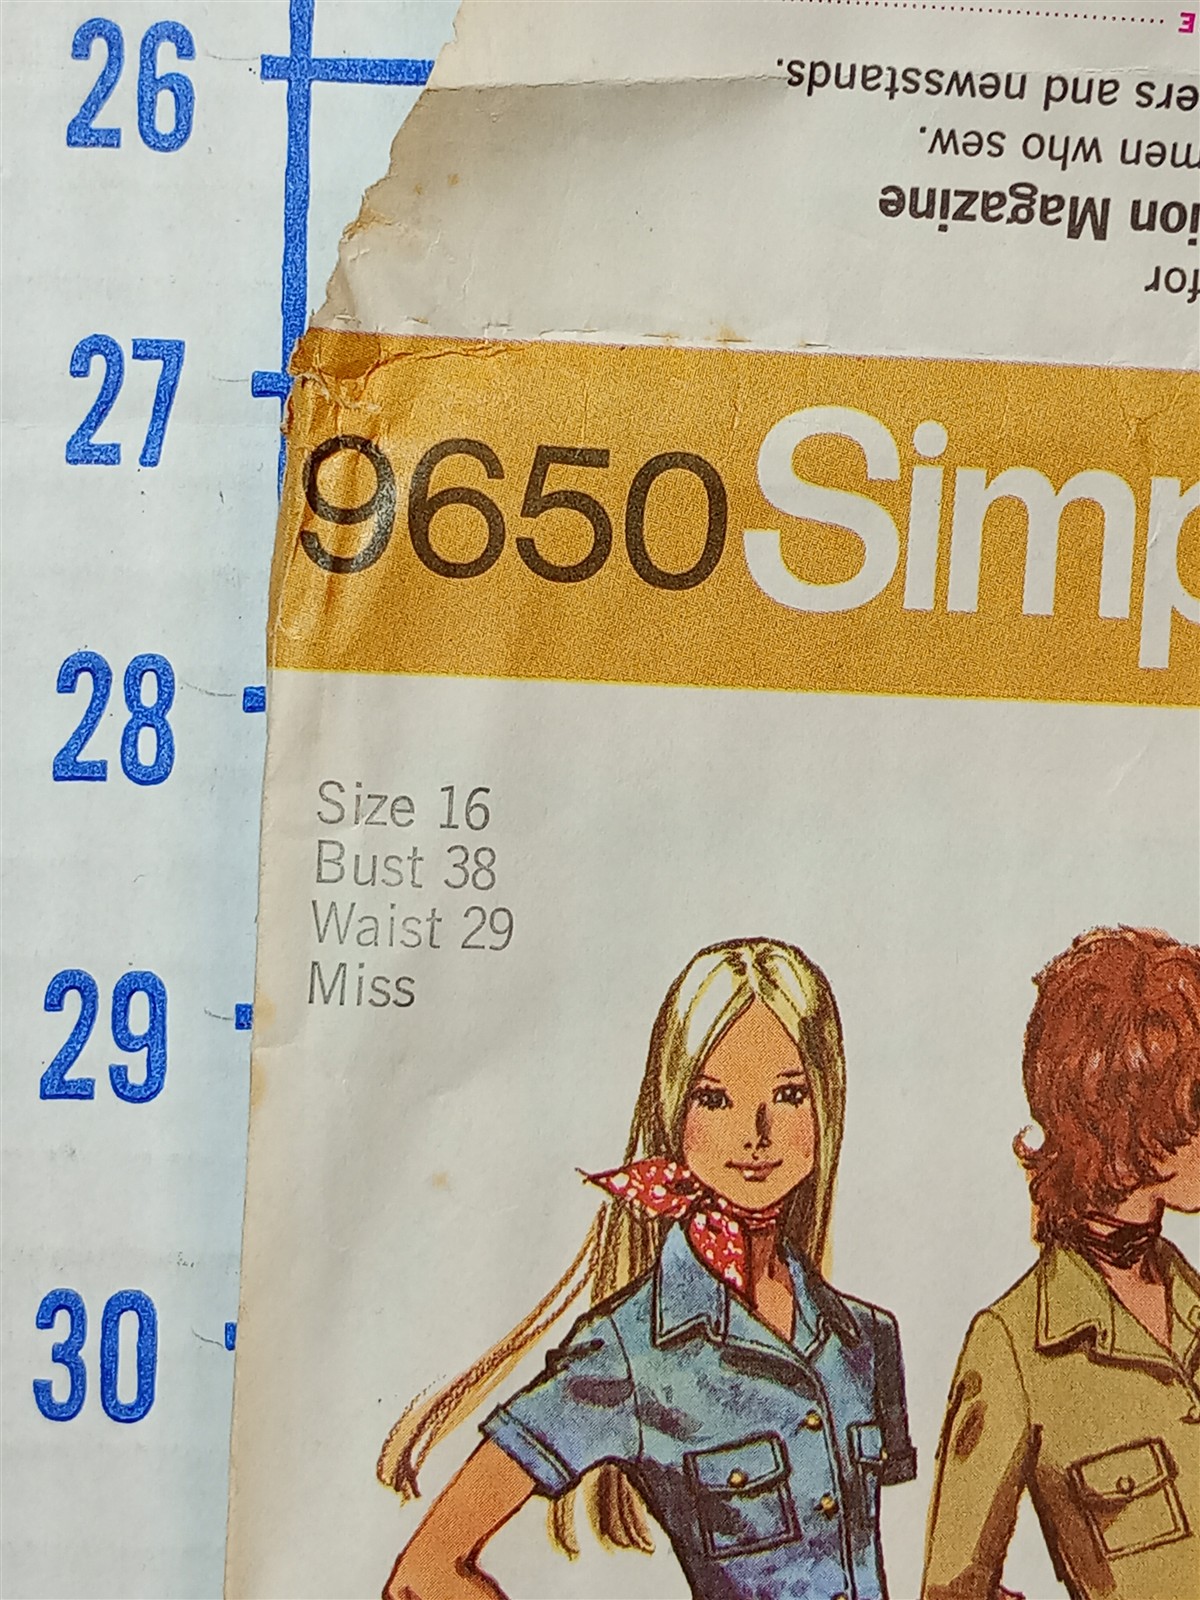 26
27
28
29
30
E
ers and newsstands.
men who sew.
ion Magazine
for
9650 Simp
Size 16
Bust 38
Waist 29
Miss